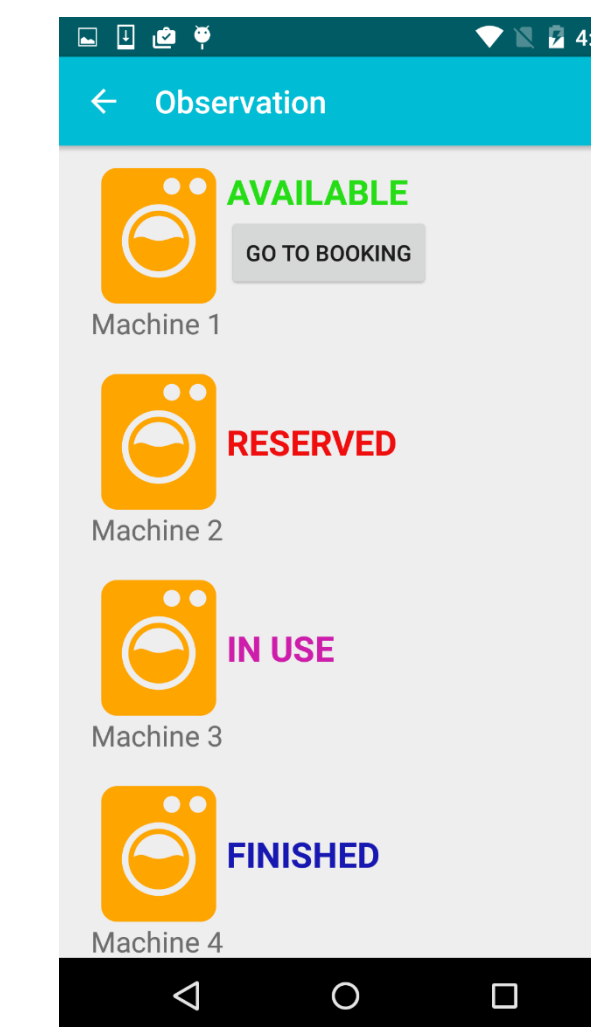 Observation
AVAILABLE
GO TO BOOKING
Machine 1
RESERVED
Machine 2
IN USE
Machine 3
FINISHED
Machine 4